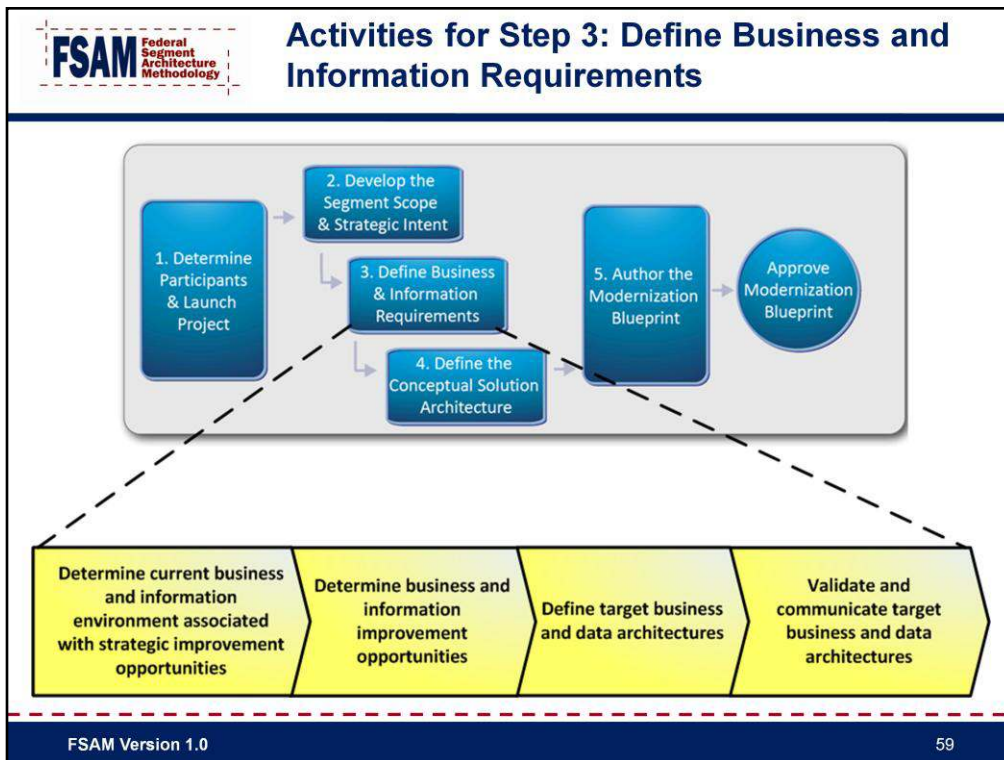 FSAM Federal
Segment
Architecture
Methodology
Activities for Step 3: Define Business and
Information Requirements
1. Determine
Participants
& Launch
Project
2. Develop the
Segment Scope
& Strategic Intent
3. Define Business
& Information
Requirements
4. Define the
Conceptual Solution
Architecture
5. Author the
Modernization
Blueprint
Approve
Modernization
Blueprint
Determine current business
and information
environment associated
with strategic improvement
opportunities
Determine business and
information
improvement
opportunities
Define target business
and data architectures
Validate and
communicate target
business and data
architectures
FSAM Version 1.0
59